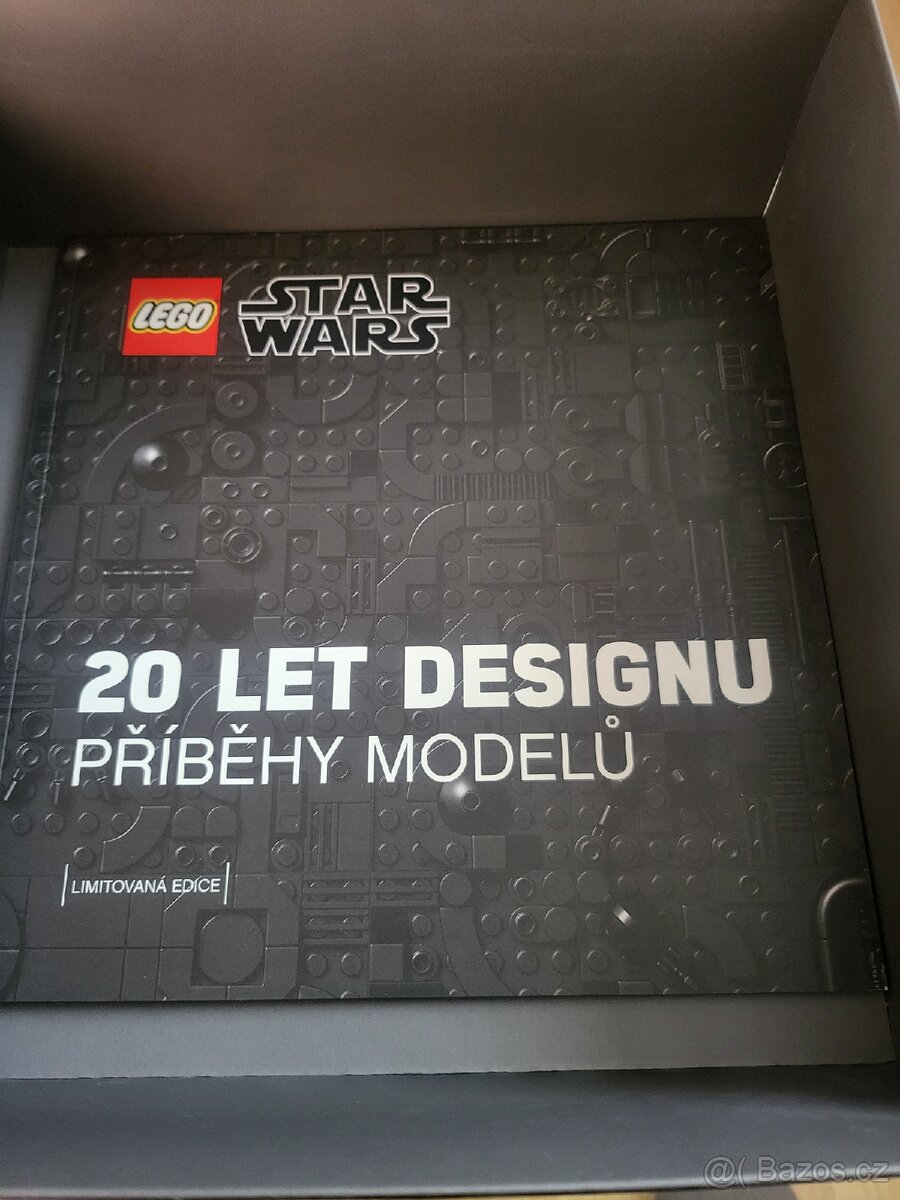 LEGO
STAR
WARS
20 LET DESIGNU
PŘÍBĚHY MODELŮ
LIMITOVANÁ EDICE
@( Bazos.cz